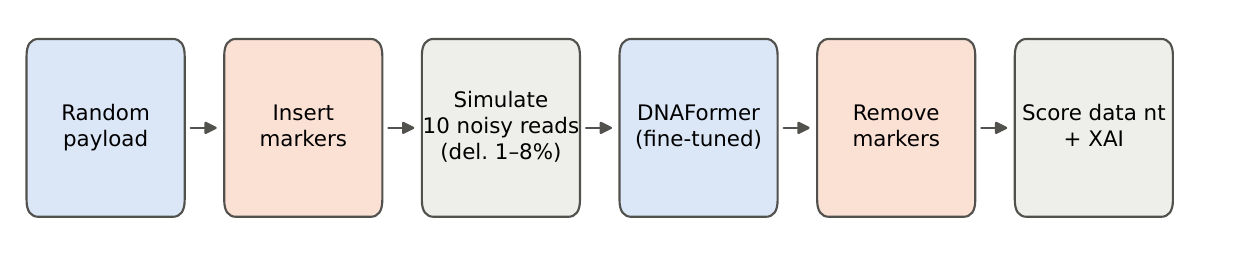 Random
payload
Insert
markers
Simulate
10 noisy reads
(del. 1–8%)
DNAFormer
(fine-tuned)
Remove
markers
Score data nt
+ XAI